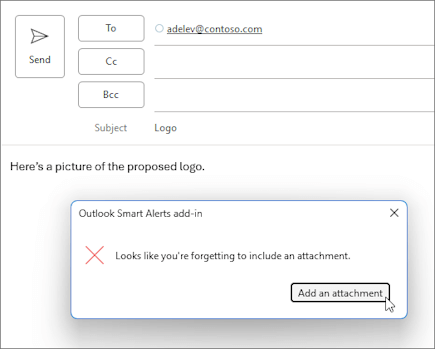 To
adelev@contoso.com
Send
Cc
Bcc
Subject Logo
Here's a picture of the proposed logo.
Outlook Smart Alerts add-in
Looks like you're forgetting to include an attachment.
Add an attachment